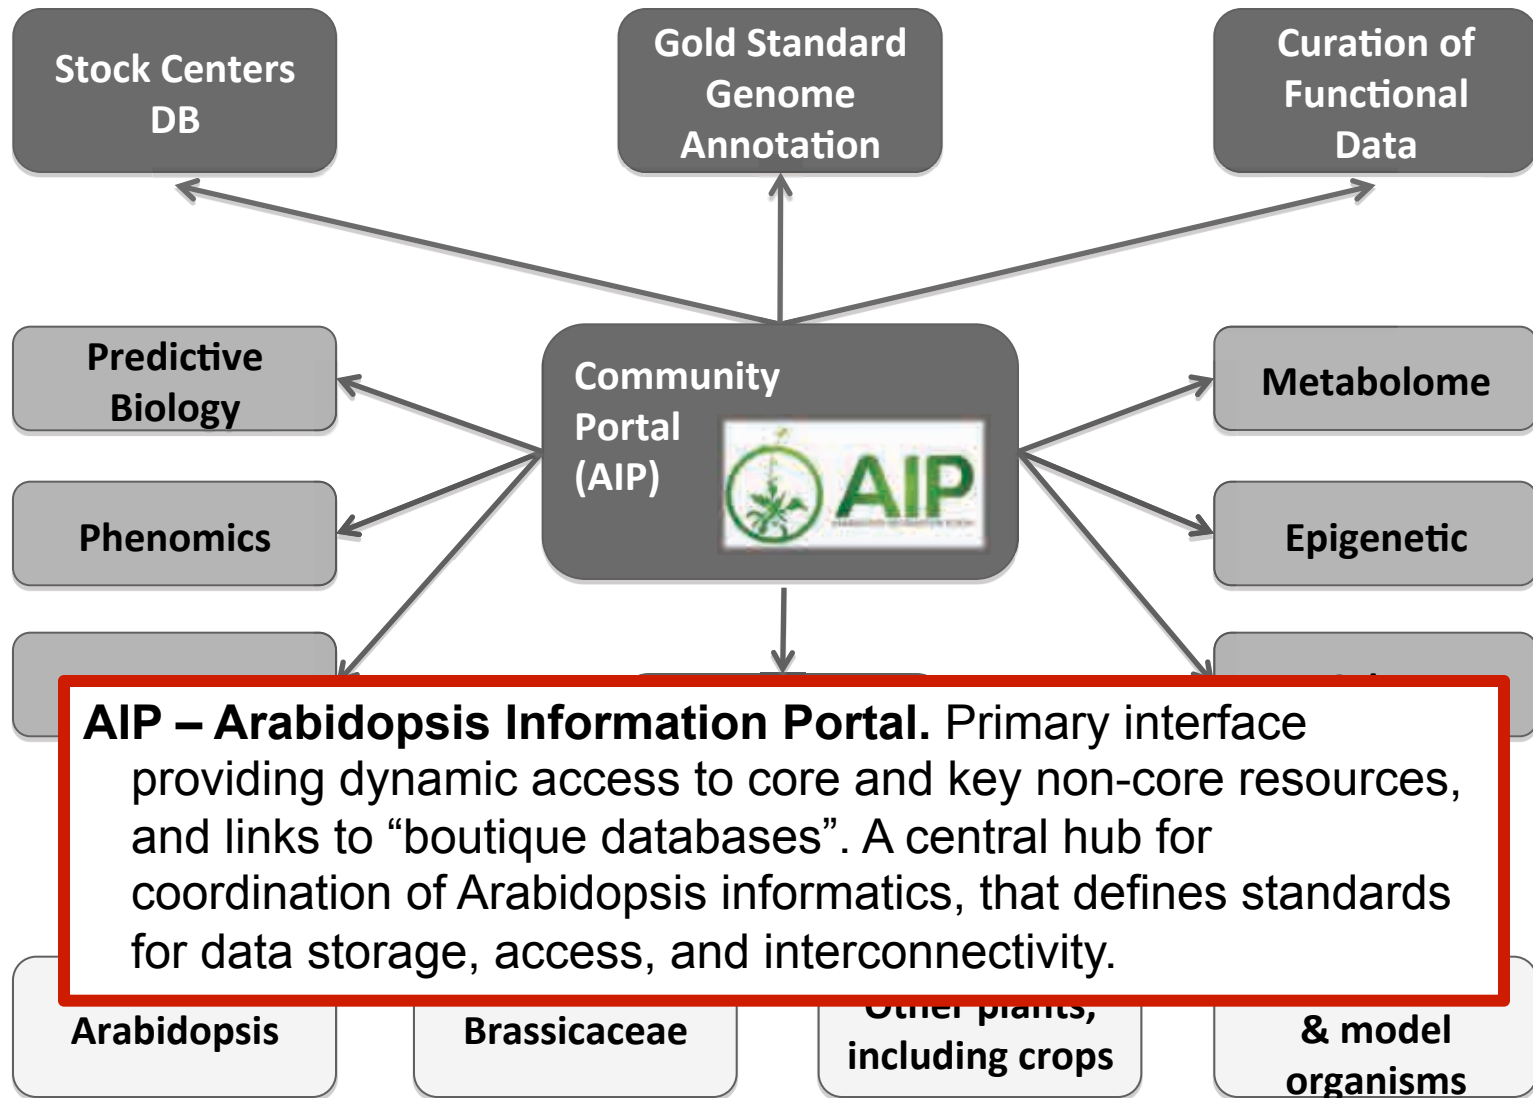 Stock Centers
DB
Gold Standard
Genome
Annotation
Curation of
Functional
Data
Predictive
Biology
Community
Portal
(AIP)
AIP
Metabolome
Phenomics
Epigenetic
AIP – Arabidopsis Information Portal. Primary interface
providing dynamic access to core and key non-core resources,
and links to “boutique databases”. A central hub for
coordination of Arabidopsis informatics, that defines standards
for data storage, access, and interconnectivity.
Arabidopsis
Brassicaceae
Other plants,
including crops
& model
organisms